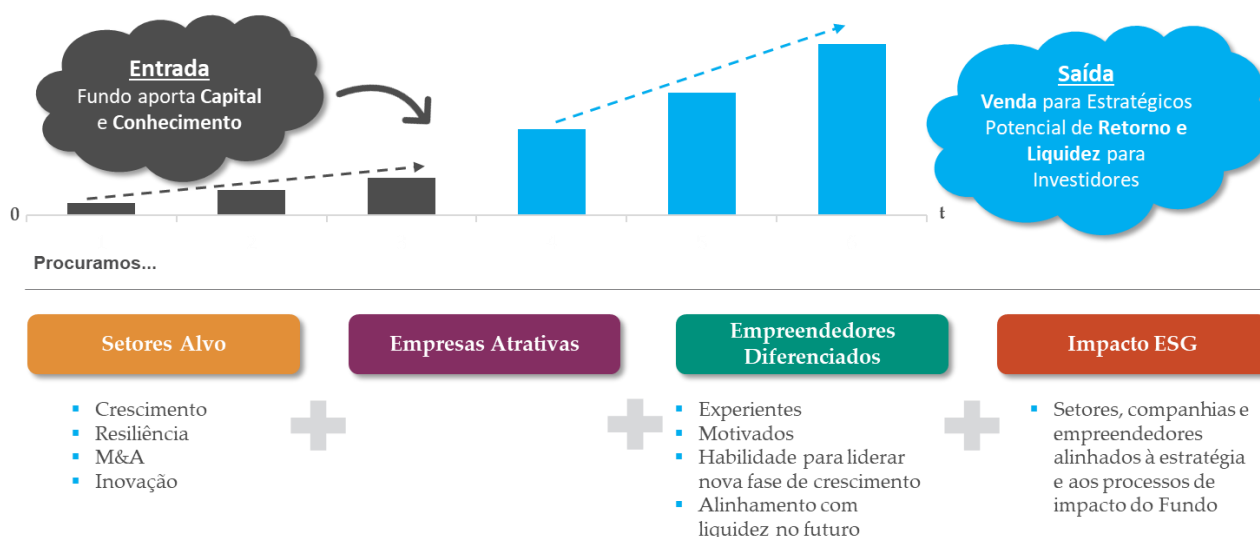 Entrada
Fundo aporta Capital
e Conhecimento
Saída
Venda para Estratégicos
Potencial de Retorno e
Liquidez para
Investidores
0
t
Procuramos...
Setores Alvo
Empresas Atrativas
Empreendedores
Diferenciados
Impacto ESG
▪ Crescimento
▪ Resiliência
▪ M&A
▪ Inovação
▪ Experientes
▪ Motivados
▪ Habilidade para liderar
nova fase de crescimento
▪ Alinhamento com
liquidez no futuro
▪ Setores, companhias e
empreendedores
alinhados à estratégia
e aos processos de
impacto do Fundo